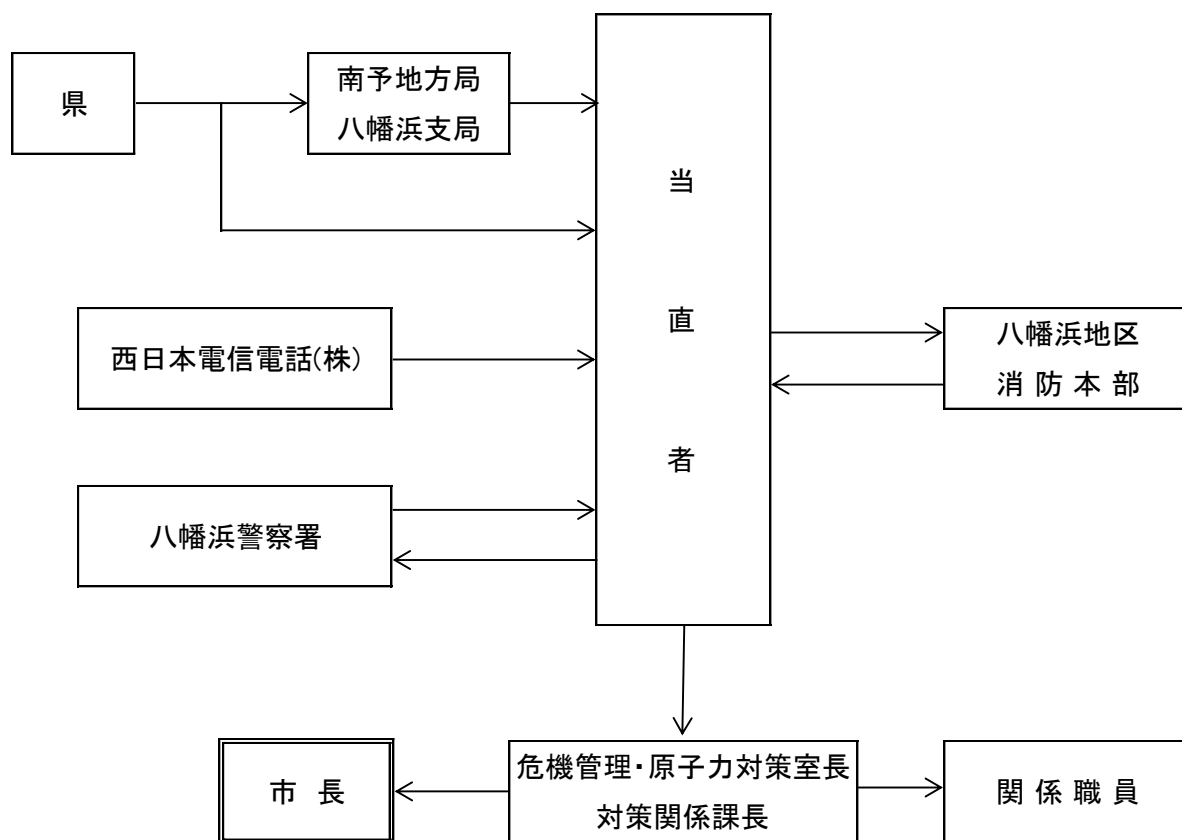 県
南予地方局
八幡浜支局
当
直
者
西日本電信電話(株)
八幡浜地区
消防本部
八幡浜警察署
市 長
危機管理・原子力対策室長
対策関係課長
関係職員